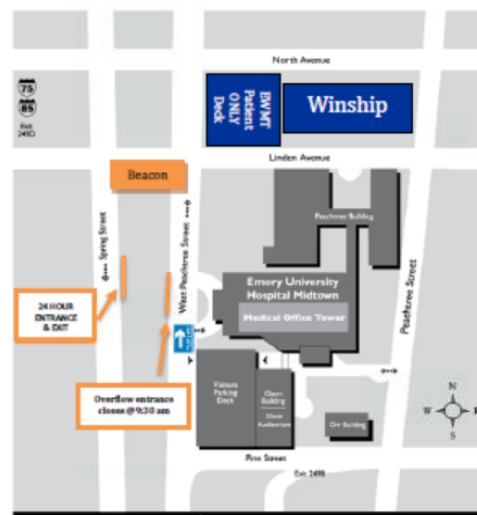 North Avenue
75
85
Exit
249D
EWMT
Patient
ONLY
Deck
Winship
Linden Avenue
Beacon
Peachtree Building
Spring Street
West Peachtree Street
Peachtree Street
24 HOUR
ENTRANCE
& EXIT
Emory University
Hospital Midtown
Medical Office Tower
Overflow entrance
closes @9:30 am
Visitors
Parking
Deck
Glenn
Building
Glenn
Auditorium
Orr Building
N
W
E
S
Pine Street
Exit 249B